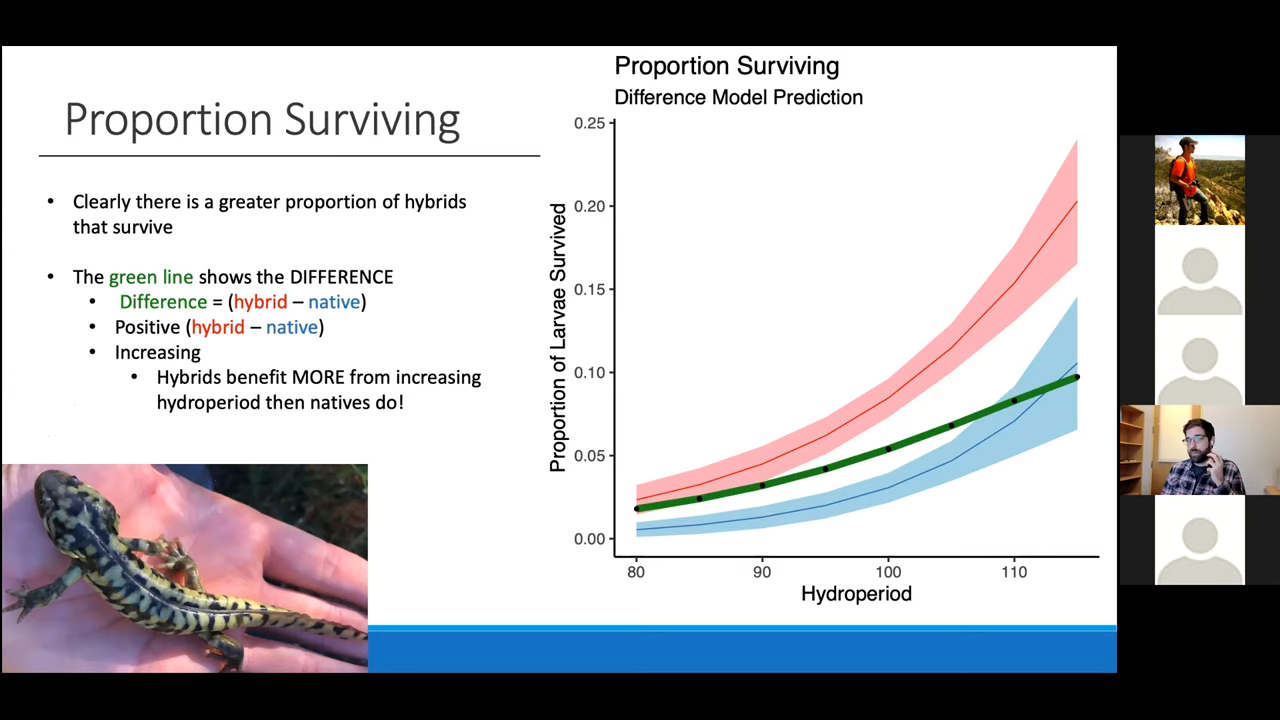 Proportion Surviving
Clearly there is a greater proportion of hybrids
that survive
The green line shows the DIFFERENCE
Difference = (hybrid – native)
Positive (hybrid – native)
Increasing
Hybrids benefit MORE from increasing
hydroperiod then natives do!
Proportion Surviving
Difference Model Prediction
Proportion of Larvae Survived
0.25
0.20
0.15
0.10
0.05
0.00
80 90 100 110
Hydroperiod